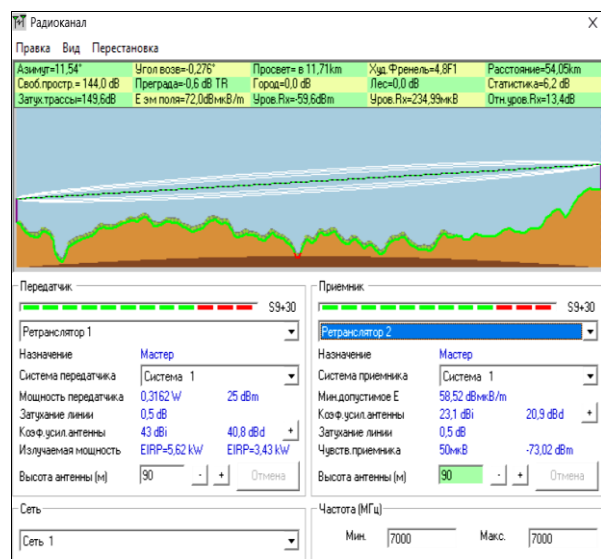 Радиоканал X
Правка Вид Перестановка
Азимут=11,54° Угол возв=-0,276° Просвет= в 11,71km Худ.Френель=4,8F1 Расстояние=54,05km
Своб.простр.= 144,0 dB Преграда=-0,6 dB TR Город=0,0 dB Лес=0,0 dB Статистика=6,2 dB
Затух.трассы=149,6dB E эм поля=72,0dBмкВ/m Уров.Rx=-59,6dBm Уров.Rx=234,99мкВ Отн.уров.Rx=13,4dB
Передатчик Приемник
S9+30 S9+30
Ретранслятор 1 Ретранслятор 2
Назначение Мастер Назначение Мастер
Система передатчика Система 1 Система приемника Система 1
Мощность передатчика 0,3162 W 25 dBm Мин.допустимое E 58,52 dBмкВ/m
Затухание линии 0,5 dB Коэф.усил.антенны 23,1 dBi 20,9 dBd +
Коэф.усил.антенны 43 dBi 40,8 dBd + Затухание линии 0,5 dB
Излучаемая мощность EIRP=5,62 kW EIRP=3,43 kW Чувств.приемника 50мкВ -73,02 dBm
Высота антенны (м) 90 - + Отмена Высота антенны (м) 90 - + Отмена
Сеть Частота (МГц)
Сеть 1 Мин. 7000 Макс. 7000